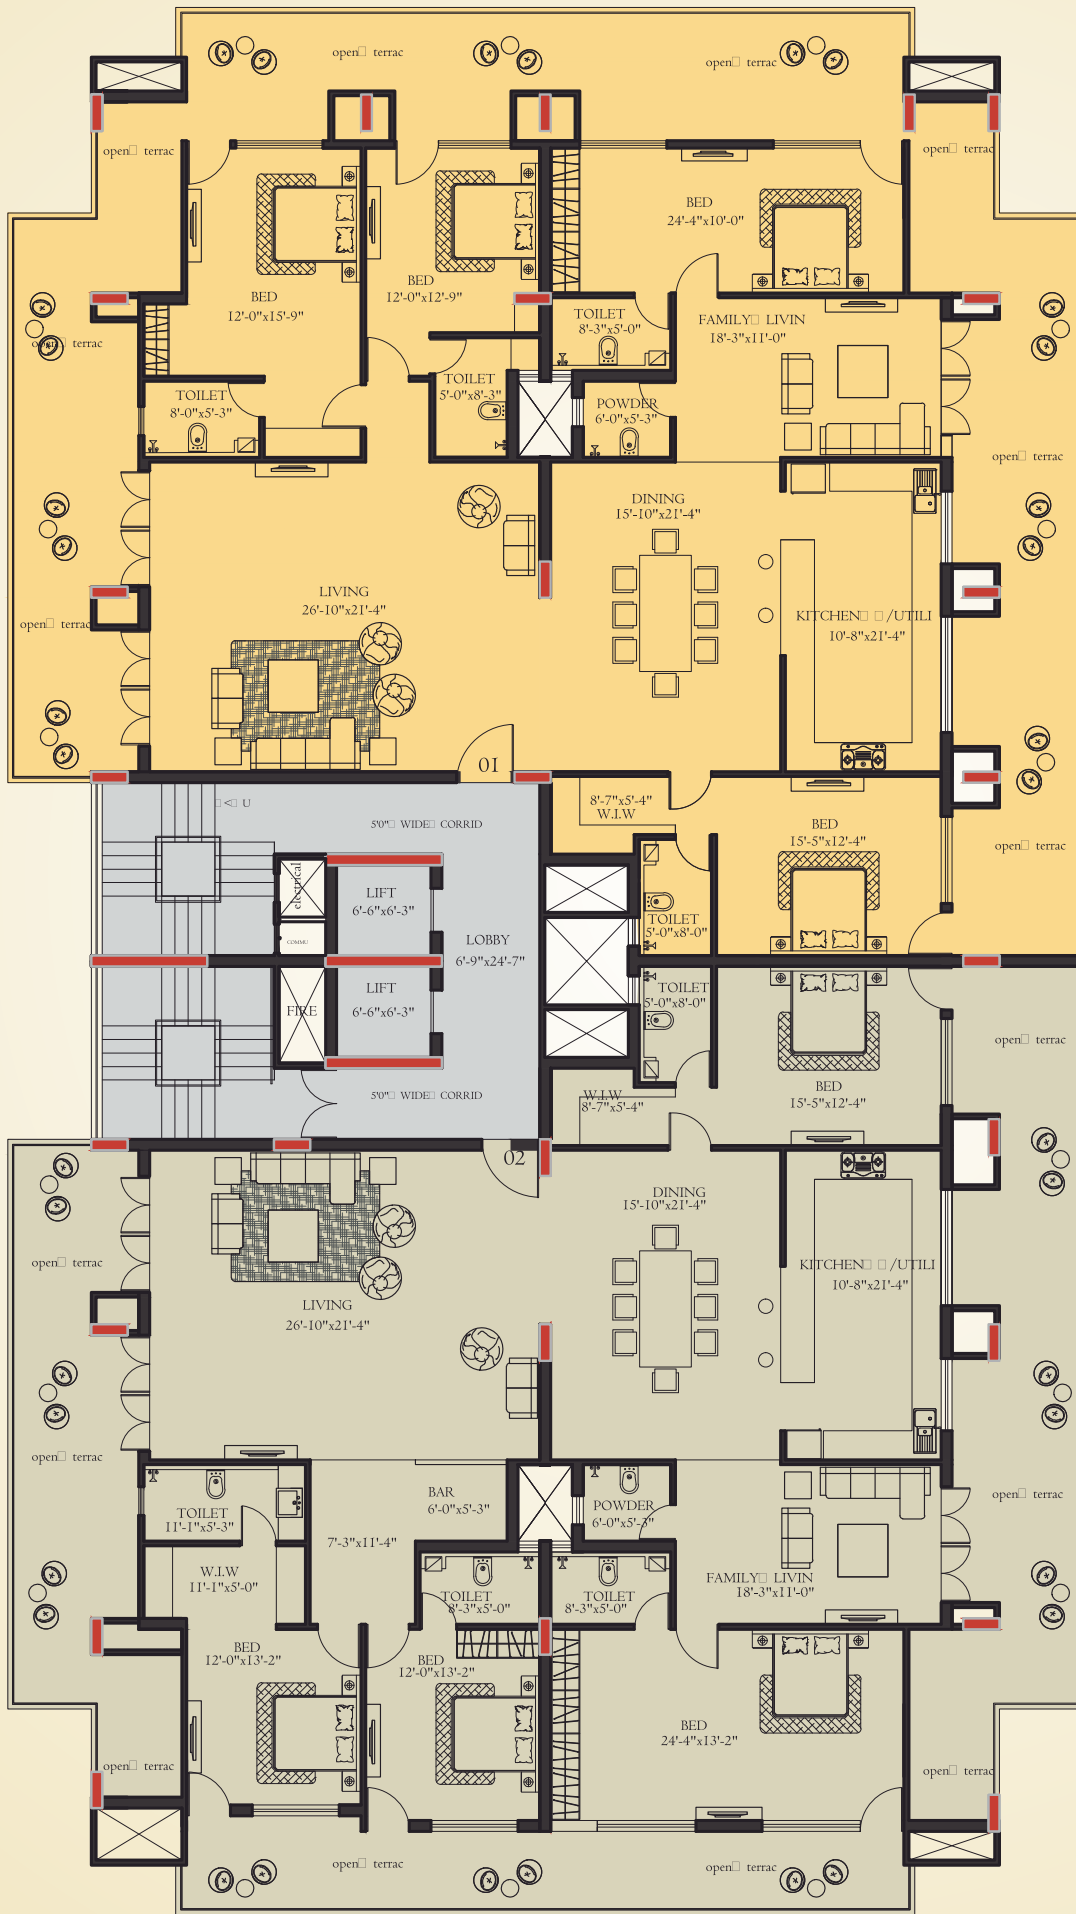 open□ terrac
open□ terrac
open□ terrac
open□ terrac
BED
24'-4"x10'-0"
BED
12'-0"x12'-9"
BED
12'-0"x15'-9"
TOILET
8'-3"x5'-0"
FAMILY□ LIVIN
18'-3"x11'-0"
open□ terrac
TOILET
8'-0"x5'-3"
TOILET
5'-0"x8'-3"
POWDER
6'-0"x5'-3"
open□ terrac
DINING
15'-10"x21'-4"
LIVING
26'-10"x21'-4"
KITCHEN□ □/UTILI
10'-8"x21'-4"
open□ terrac
01
8'-7"x5'-4"
W.I.W
□<□ U
5'0"□ WIDE□ CORRID
BED
15'-5"x12'-4"
open□ terrac
electrical
LIFT
6'-6"x6'-3"
TOILET
5'-0"x8'-0"
COMMU
LOBBY
6'-9"x24'-7"
LIFT
6'-6"x6'-3"
FIRE
TOILET
5'-0"x8'-0"
open□ terrac
5'0"□ WIDE□ CORRID
W.I.W
8'-7"x5'-4"
BED
15'-5"x12'-4"
02
DINING
15'-10"x21'-4"
open□ terrac
KITCHEN□ □/UTILI
10'-8"x21'-4"
LIVING
26'-10"x21'-4"
open□ terrac
BAR
6'-0"x5'-3"
open□ terrac
TOILET
11'-1"x5'-3"
POWDER
6'-0"x5'-3"
7'-3"x11'-4"
W.I.W
11'-1"x5'-0"
TOILET
8'-3"x5'-0"
TOILET
8'-3"x5'-0"
FAMILY□ LIVIN
18'-3"x11'-0"
BED
12'-0"x13'-2"
BED
12'-0"x13'-2"
BED
24'-4"x13'-2"
open□ terrac
open□ terrac
open□ terrac
open□ terrac